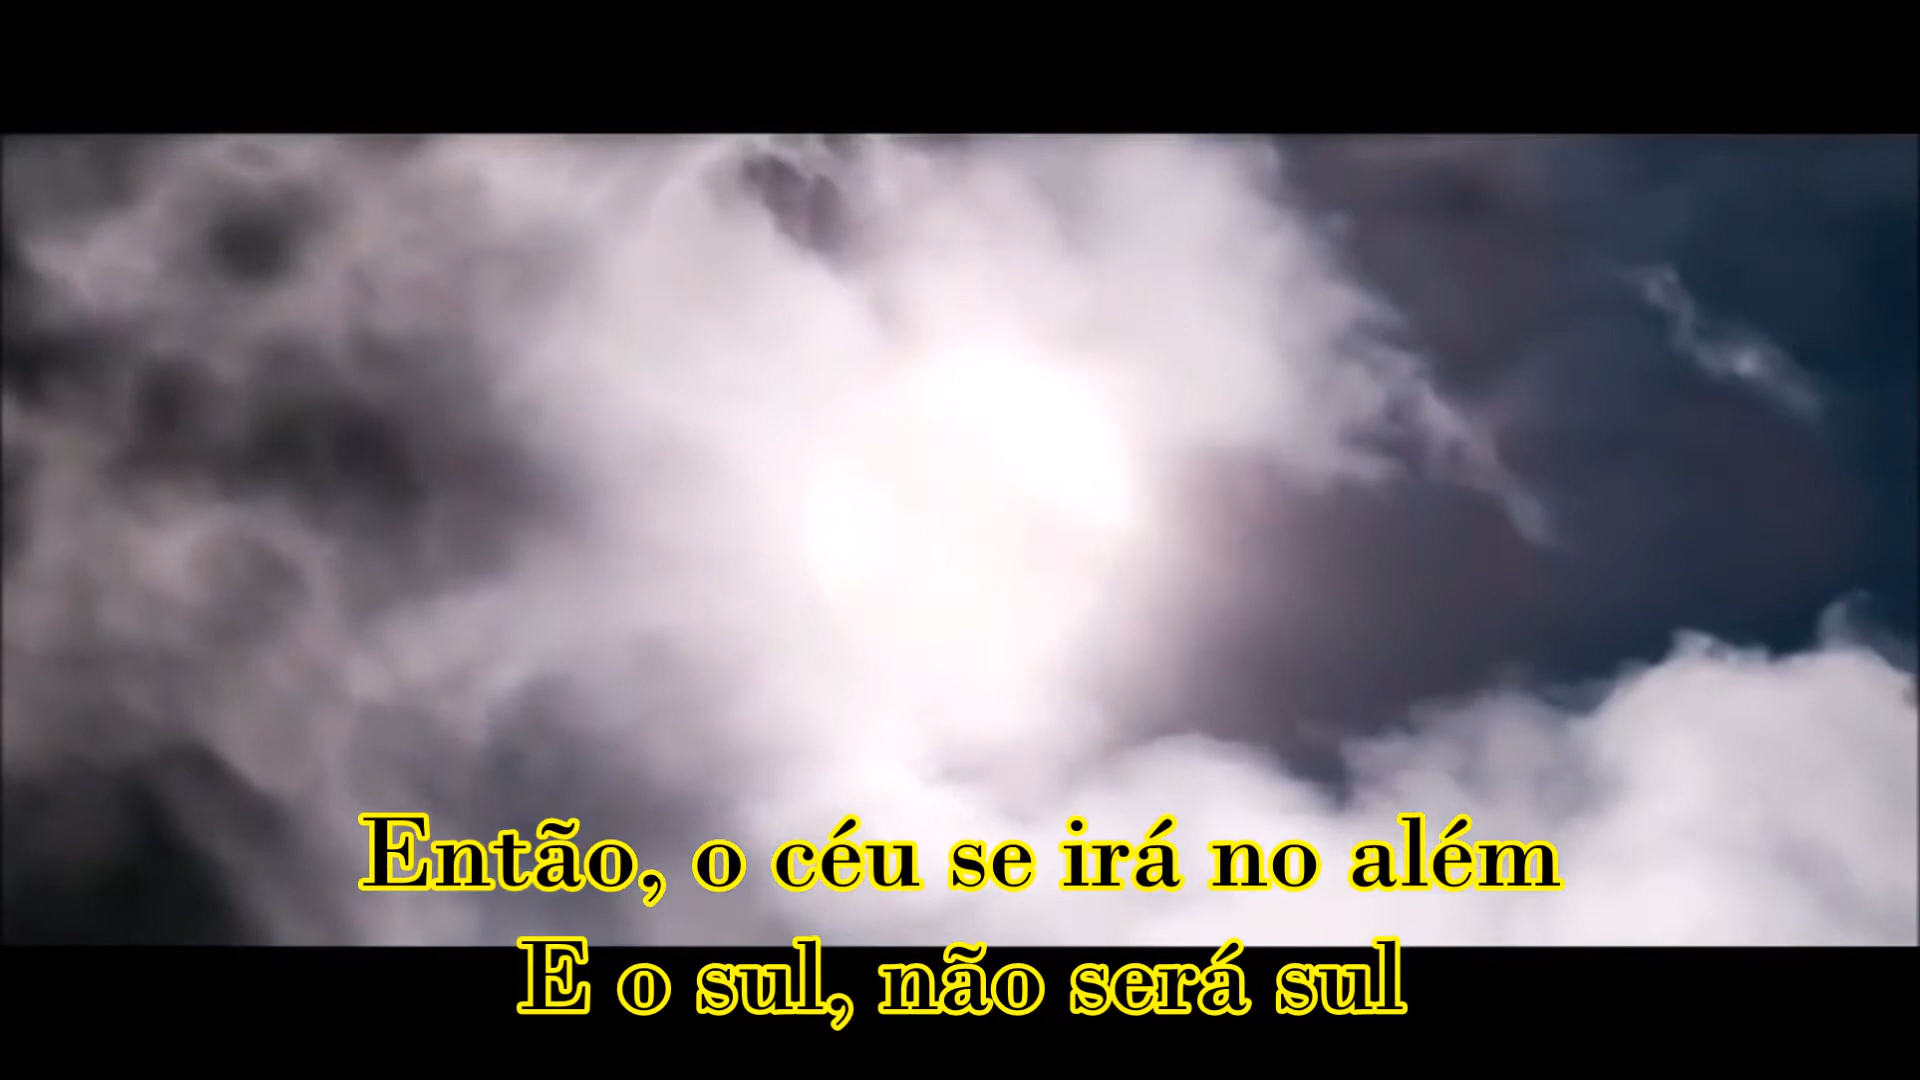 Então, o céu se irá no além
E o sul, não será sul